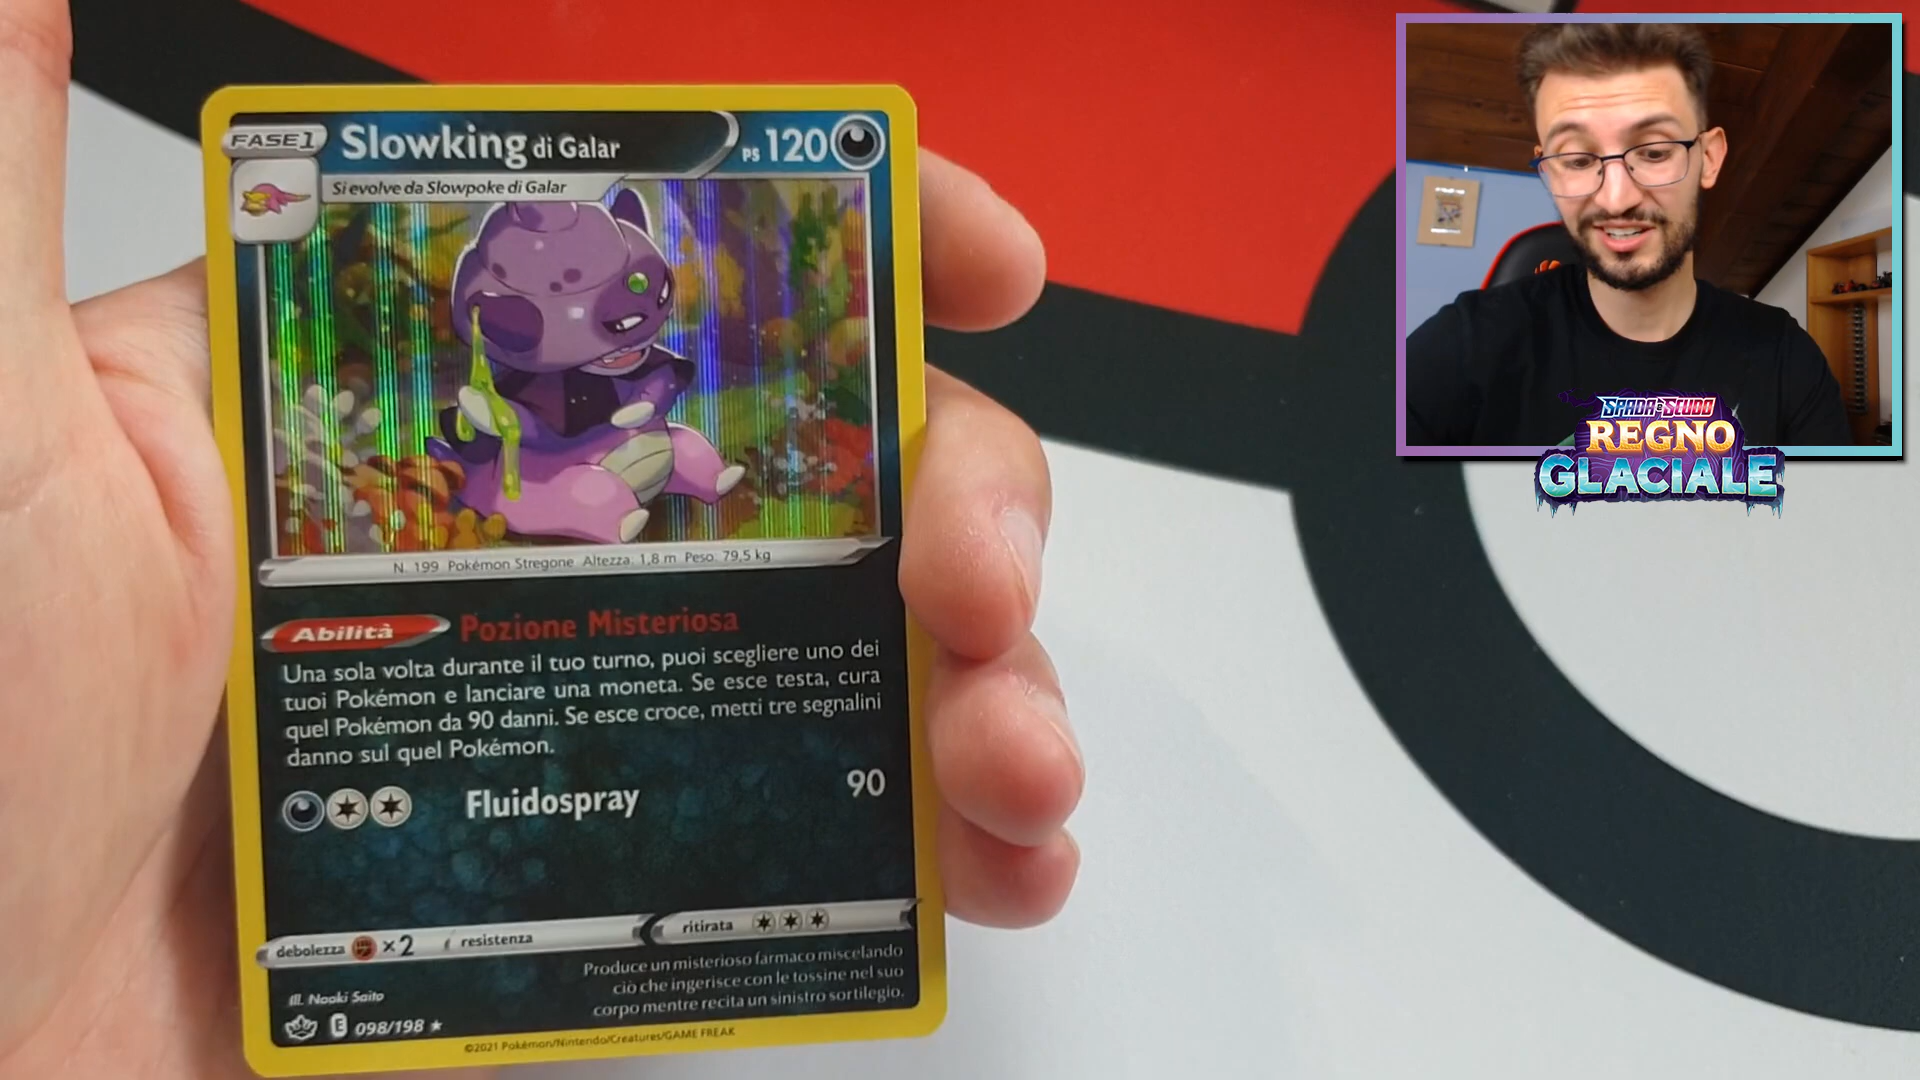 FASE 1
Slowking di Galar
PS 120
Si evolve da Slowpoke di Galar
N. 199 Pokémon Stregone Altezza: 1,8 m Peso: 79,5 kg
Abilità Pozione Misteriosa
Una sola volta durante il tuo turno, puoi scegliere uno dei
tuoi Pokémon e lanciare una moneta. Se esce testa, cura
quel Pokémon da 90 danni. Se esce croce, metti tre segnalini
danno sul quel Pokémon.
Fluidospray 90
debolezza ×2 resistenza ritirata
Produce un misterioso farmaco miscelando
ciò che ingerisce con le tossine nel suo
corpo mentre recita un sinistro sortilegio.
Ill. Naoki Saito
E 098/198 ★
©2021 Pokémon/Nintendo/Creatures/GAME FREAK
SPADA E SCUDO
REGNO
GLACIALE